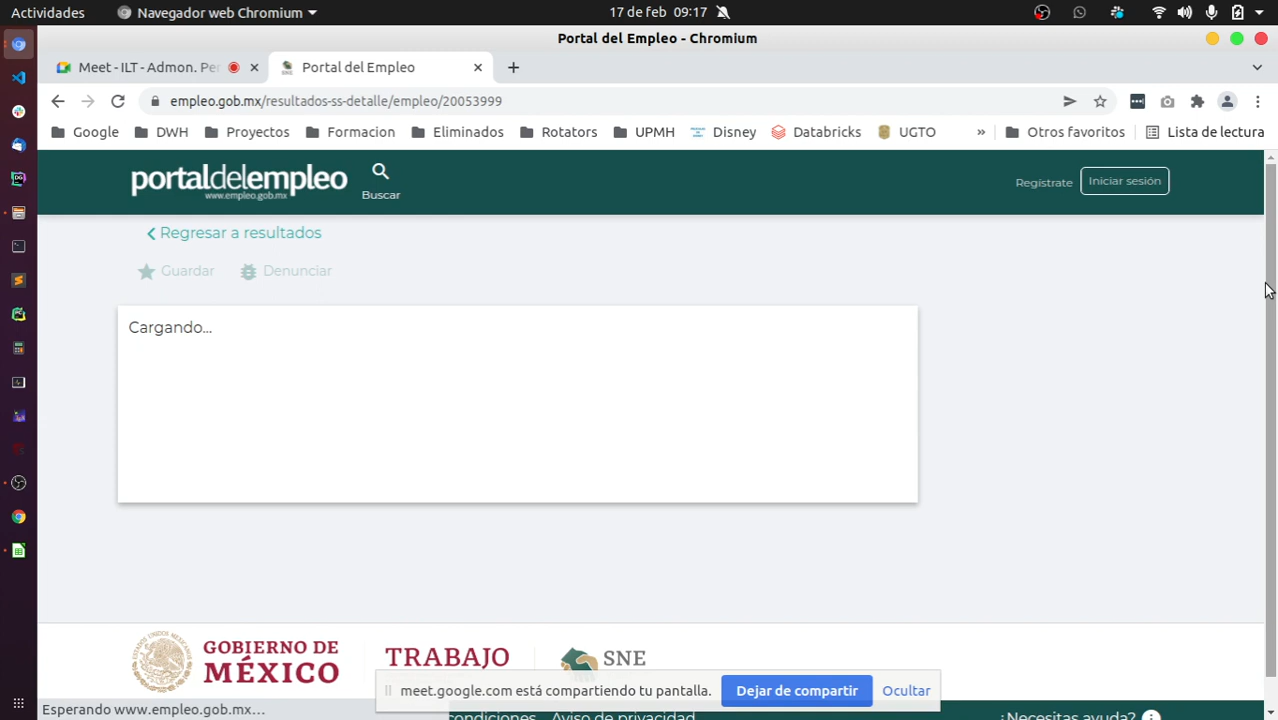 Actividades Navegador web Chromium 17 de feb 09:17
Portal del Empleo - Chromium
Meet - ILT - Admon. Per Portal del Empleo
empleo.gob.mx/resultados-ss-detalle/empleo/20053999
Google DWH Proyectos Formacion Eliminados Rotators UPMH Disney Databricks UGTO » Otros favoritos Lista de lectura
portaldelempleo
www.empleo.gob.mx
Buscar
Regístrate Iniciar sesión
Regresar a resultados
Guardar Denunciar
Cargando...
GOBIERNO DE
MÉXICO
TRABAJO
SNE
meet.google.com está compartiendo tu pantalla. Dejar de compartir Ocultar
Esperando www.empleo.gob.mx...
condiciones Aviso de privacidad ¿Necesitas ayuda?